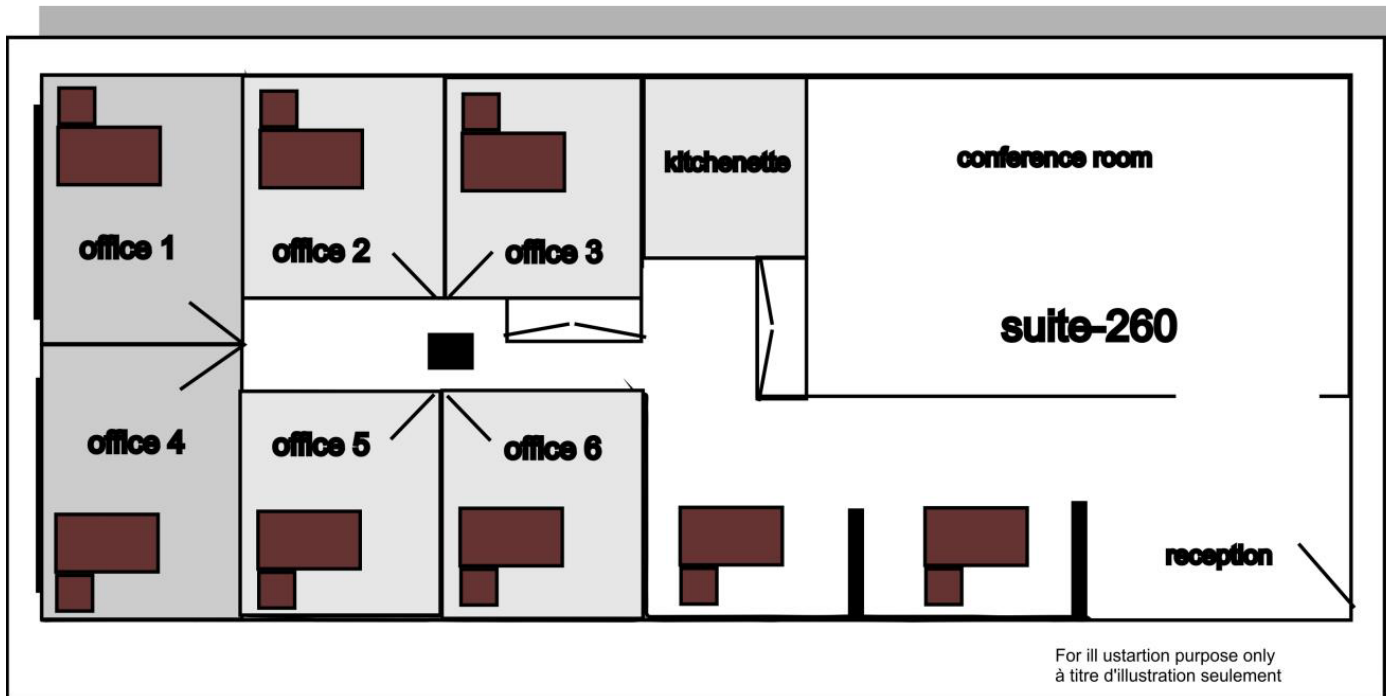 kitchenette
conference room
office 1
office 2
office 3
suite-260
office 4
office 5
office 6
reception
For ill ustartion purpose only
à titre d'illustration seulement